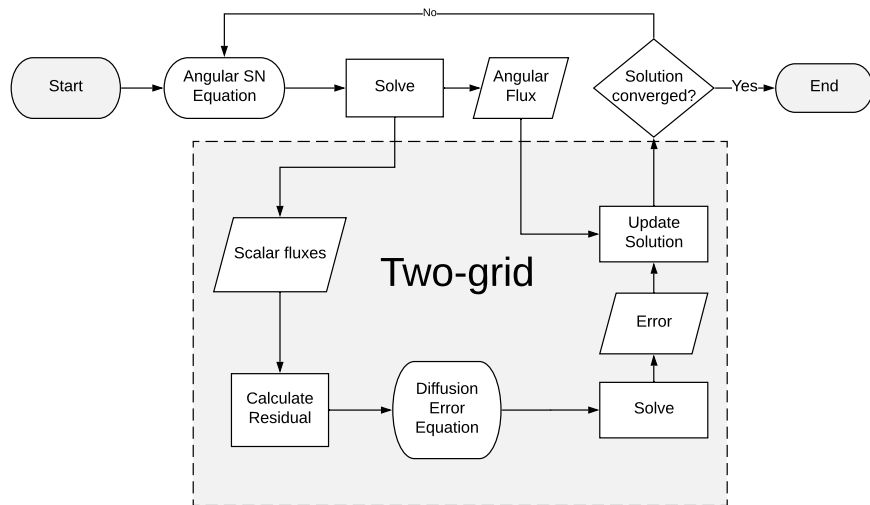 No
Start
Angular SN
Equation
Solve
Angular
Flux
Solution
converged?
Yes
End
Scalar fluxes
Two-grid
Update
Solution
Error
Calculate
Residual
Diffusion
Error
Equation
Solve